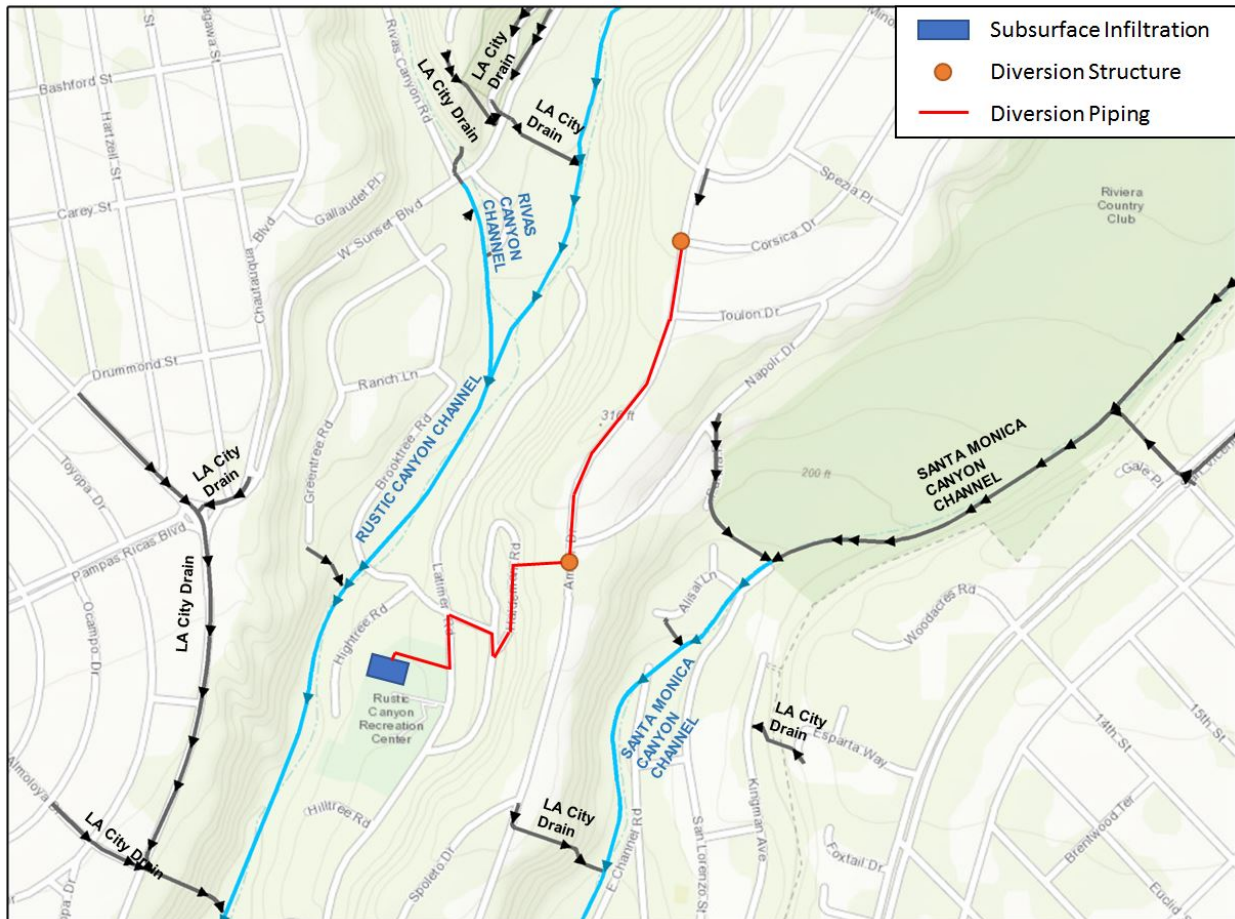 Subsurface Infiltration
Diversion Structure
Diversion Piping
Bashford St
Hartzell St
Carey St
Drummond St
Chautauqua Blvd
Gallaudet Pl
W Sunset Blvd
Rivas Canyon Rd
LA City
Drain
LA City
Drain
LA City
Drain
RIVAS
CANYON
CHANNEL
Spezia Pl
Corsica Dr
Toulon Dr
Napoli Dr
Riviera
Country
Club
Ranch Ln
Greentree Rd
Brooktree Rd
RUSTIC CANYON CHANNEL
316 ft
200 ft
SANTA MONICA
CANYON
CHANNEL
Gale Pl
Toyopa Dr
LA City
Drain
Pampas Ricas Blvd
Ocampo Dr
LA City Drain
Latimer Rd
Hightree Rd
Alisal Ln
Woodacres Rd
Rustic
Canyon
Recreation
Center
SANTA MONICA
CANYON
CHANNEL
LA City
Drain
Esparta Way
14th St
15th St
Almoloya
LA City Drain
Hilltree Rd
Spoleto Dr
LA City
Drain
E Channel Rd
San Lorenzo St
Kingman Ave
Foxtail Dr
Brentwood Ter
Euclid